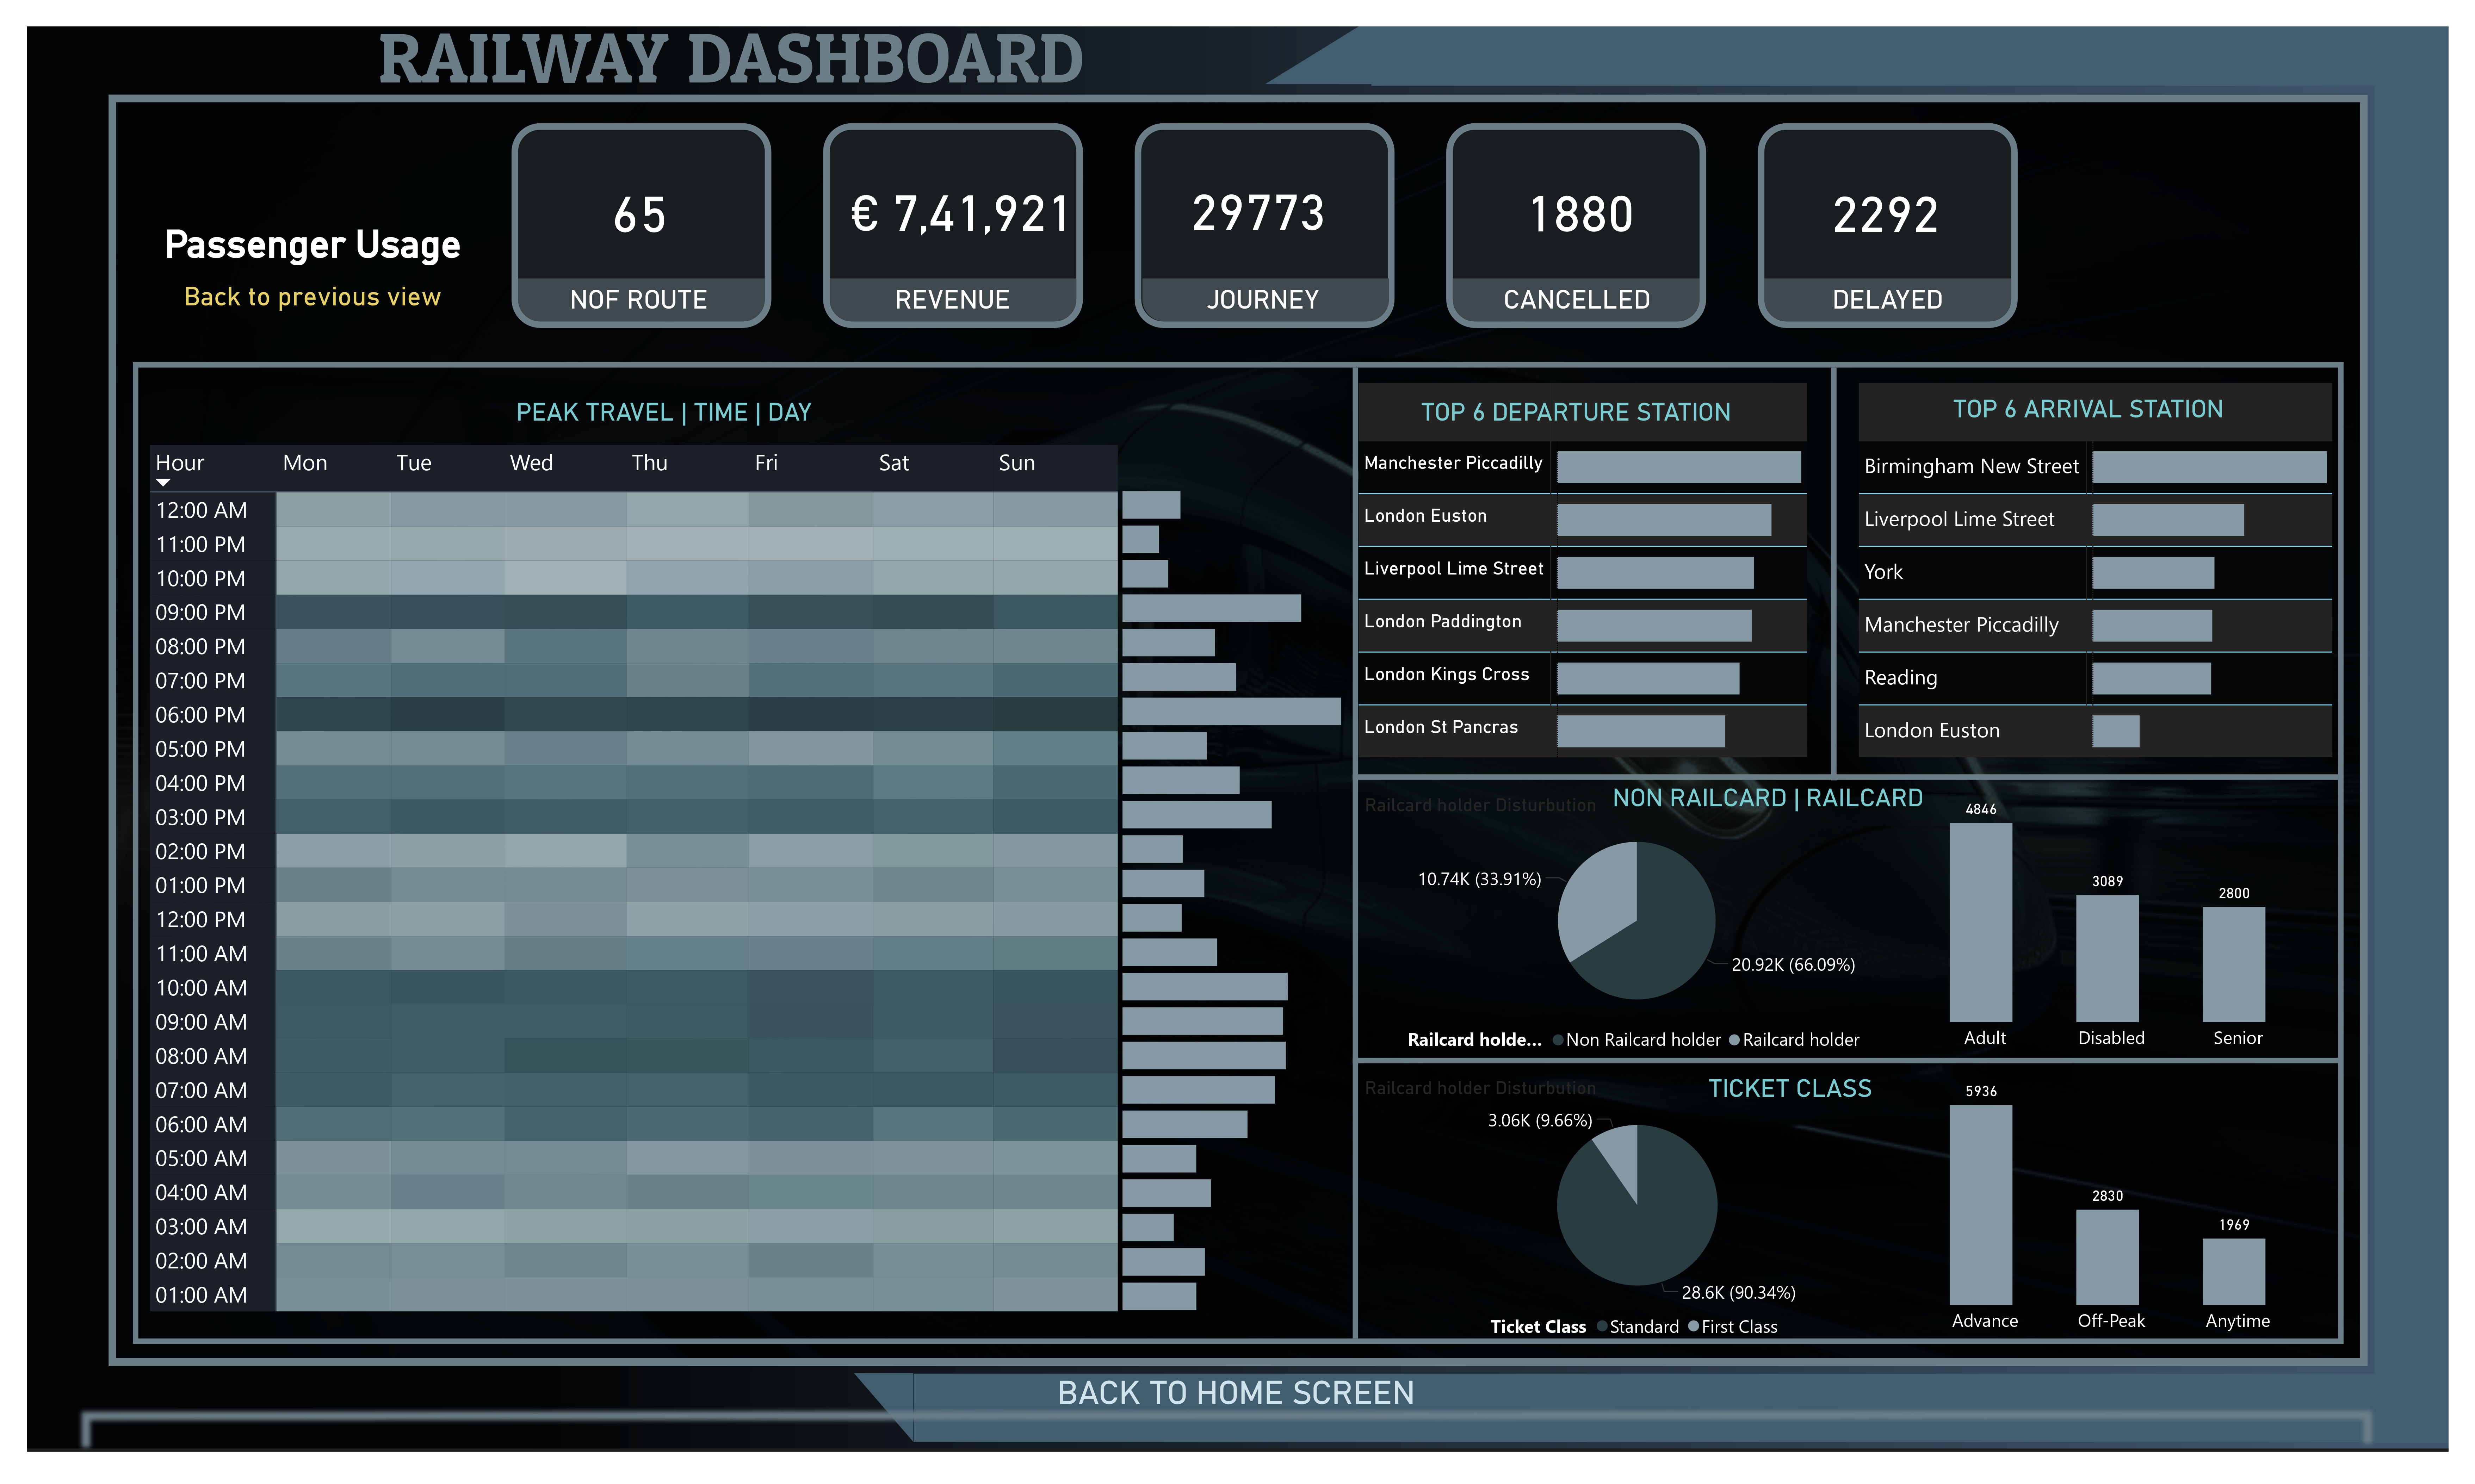 RAILWAY DASHBOARD
Passenger Usage
Back to previous view
65
NOF ROUTE
€ 7,41,921
REVENUE
29773
JOURNEY
1880
CANCELLED
2292
DELAYED
PEAK TRAVEL | TIME | DAY
Hour Mon Tue Wed Thu Fri Sat Sun
12:00 AM
11:00 PM
10:00 PM
09:00 PM
08:00 PM
07:00 PM
06:00 PM
05:00 PM
04:00 PM
03:00 PM
02:00 PM
01:00 PM
12:00 PM
11:00 AM
10:00 AM
09:00 AM
08:00 AM
07:00 AM
06:00 AM
05:00 AM
04:00 AM
03:00 AM
02:00 AM
01:00 AM
TOP 6 DEPARTURE STATION
Manchester Piccadilly
London Euston
Liverpool Lime Street
London Paddington
London Kings Cross
London St Pancras
TOP 6 ARRIVAL STATION
Birmingham New Street
Liverpool Lime Street
York
Manchester Piccadilly
Reading
London Euston
Railcard holder Disturbution
NON RAILCARD | RAILCARD
10.74K (33.91%)
20.92K (66.09%)
Railcard holde... Non Railcard holder Railcard holder
4846
3089
2800
Adult Disabled Senior
Railcard holder Disturbution
TICKET CLASS
3.06K (9.66%)
28.6K (90.34%)
Ticket Class Standard First Class
5936
2830
1969
Advance Off-Peak Anytime
BACK TO HOME SCREEN